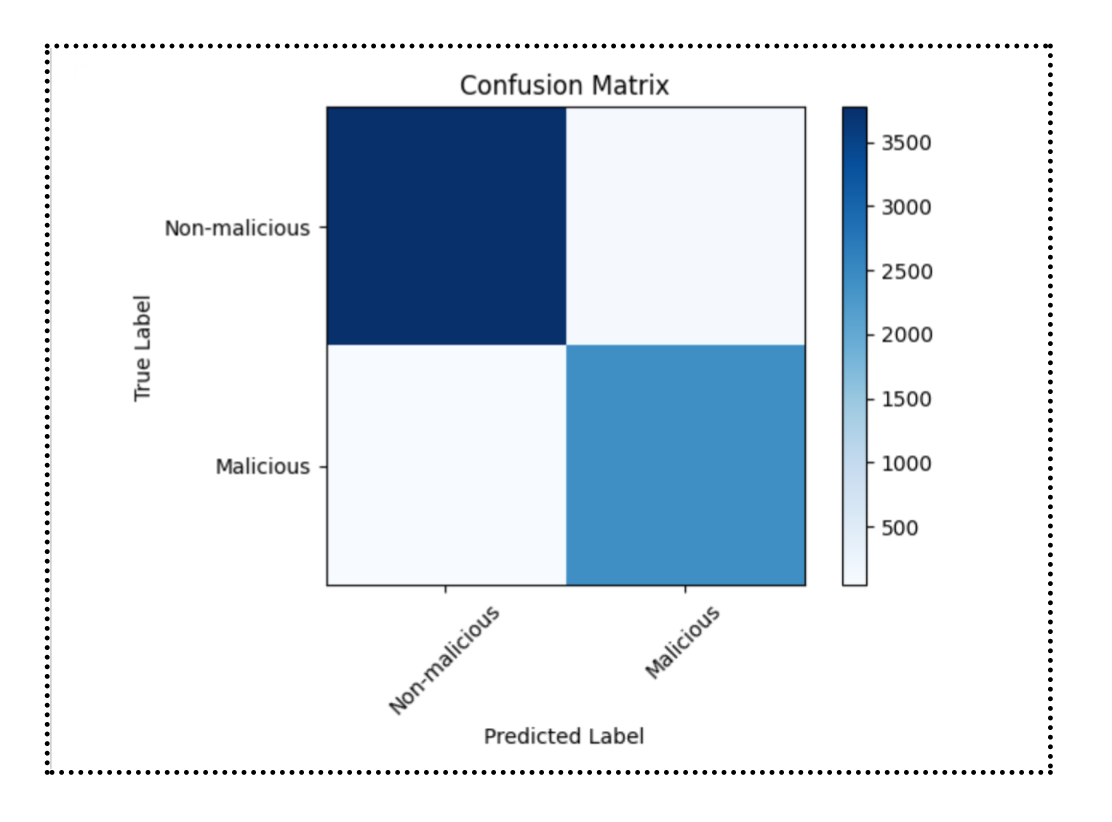 Confusion Matrix
Non-malicious
Malicious
True Label
3500
3000
2500
2000
1500
1000
500
Non-malicious
Malicious
Predicted Label